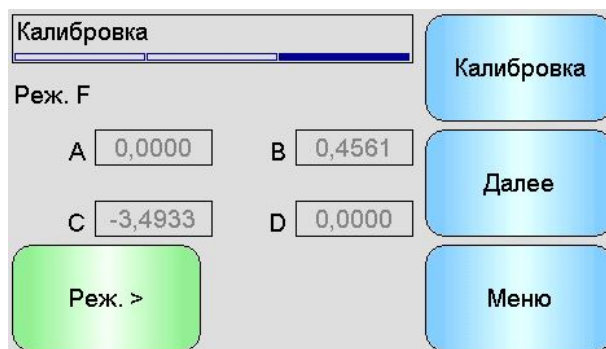 Калибровка
Калибровка
Реж. F
A 0,0000 B 0,4561
Далее
C -3,4933 D 0,0000
Реж. >
Меню